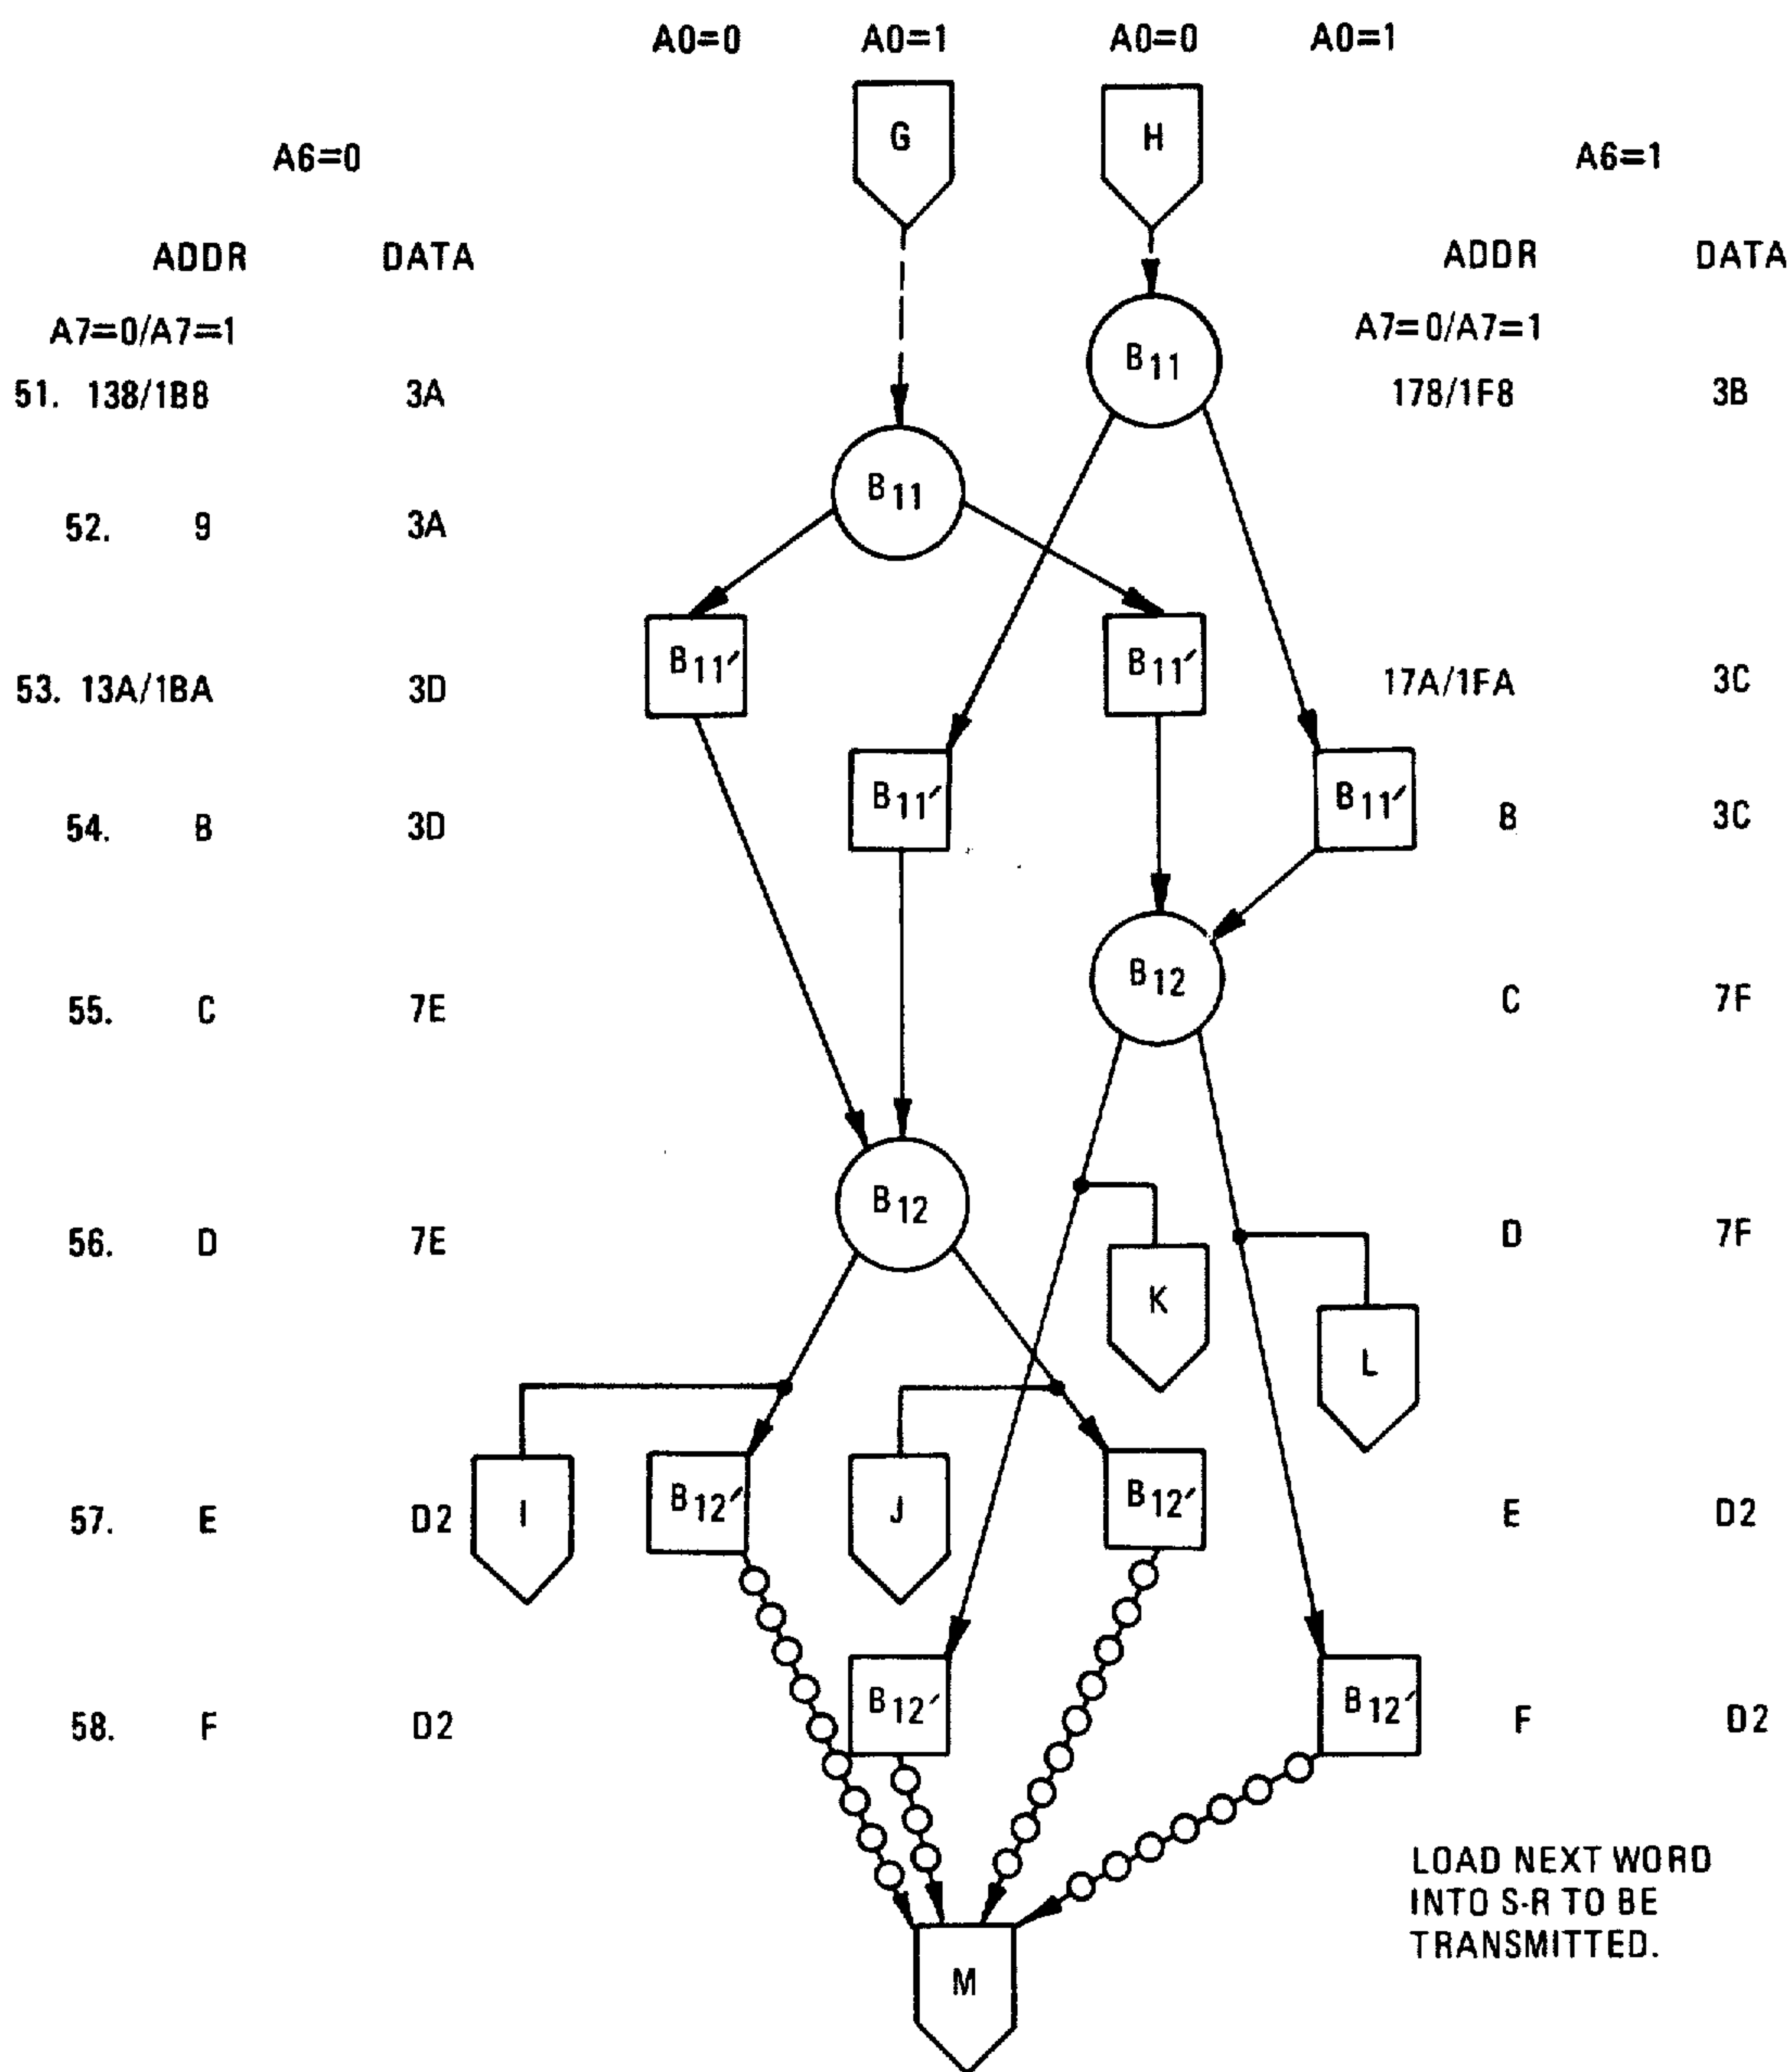 A0=0 A0=1 A0=0 A0=1
G H
A6=0 A6=1
ADDR DATA ADDR DATA
A7=0/A7=1 A7=0/A7=1
B11
51. 138/1B8 3A 178/1F8 3B
B11
52. 9 3A
B11′ B11′
53. 13A/1BA 3D 17A/1FA 3C
B11′ B11′
54. B 3D B 3C
B12
55. C 7E C 7F
B12
56. D 7E D 7F
K
L
57. E D2 I B12′ J B12′ E D2
58. F D2 B12′ B12′ F D2
LOAD NEXT WORD
INTO S-R TO BE
TRANSMITTED.
M